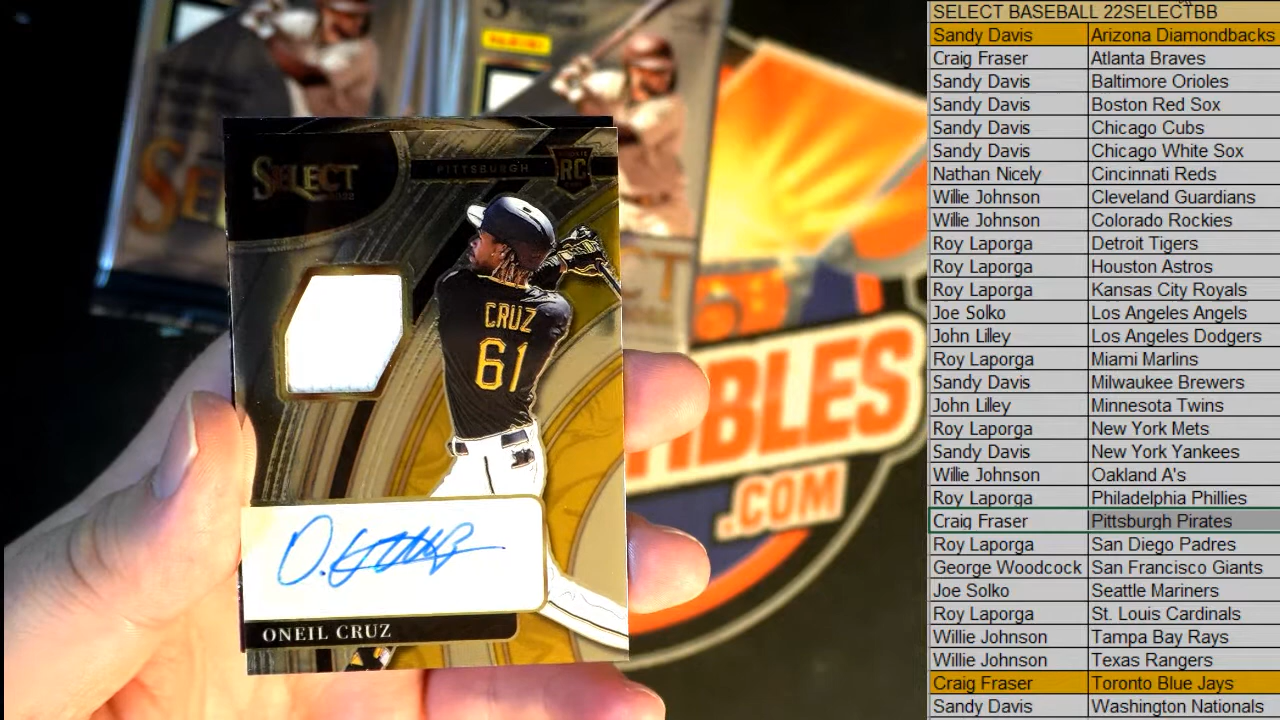 PANINI
SELECT
2022
PITTSBURGH
RC
CRUZ
61
O. Cruz
ONEIL CRUZ
IBLES
.COM
SELECT BASEBALL 22SELECTBB
Sandy Davis Arizona Diamondbacks
Craig Fraser Atlanta Braves
Sandy Davis Baltimore Orioles
Sandy Davis Boston Red Sox
Sandy Davis Chicago Cubs
Sandy Davis Chicago White Sox
Nathan Nicely Cincinnati Reds
Willie Johnson Cleveland Guardians
Willie Johnson Colorado Rockies
Roy Laporga Detroit Tigers
Roy Laporga Houston Astros
Roy Laporga Kansas City Royals
Joe Solko Los Angeles Angels
John Lilley Los Angeles Dodgers
Roy Laporga Miami Marlins
Sandy Davis Milwaukee Brewers
John Lilley Minnesota Twins
Roy Laporga New York Mets
Sandy Davis New York Yankees
Willie Johnson Oakland A's
Roy Laporga Philadelphia Phillies
Craig Fraser Pittsburgh Pirates
Roy Laporga San Diego Padres
George Woodcock San Francisco Giants
Joe Solko Seattle Mariners
Roy Laporga St. Louis Cardinals
Willie Johnson Tampa Bay Rays
Willie Johnson Texas Rangers
Craig Fraser Toronto Blue Jays
Sandy Davis Washington Nationals